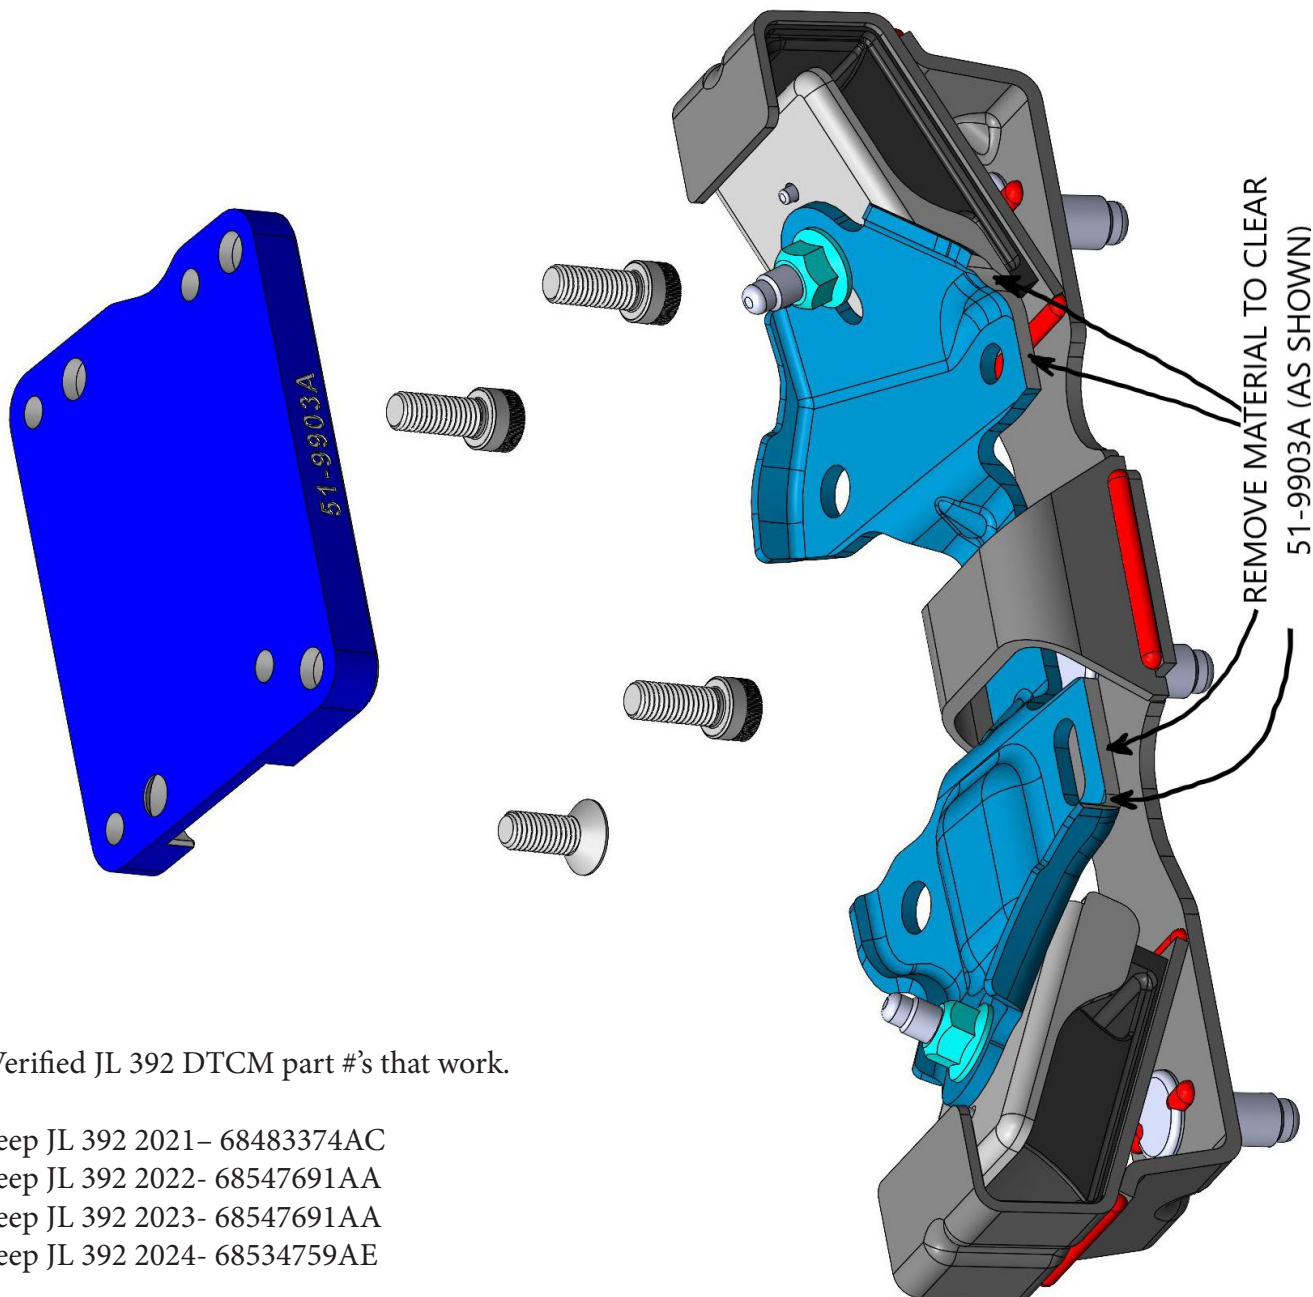 51-9903A
REMOVE MATERIAL TO CLEAR
51-9903A (AS SHOWN)
Verified JL 392 DTCM part #'s that work.
eep JL 392 2021– 68483374AC
eep JL 392 2022- 68547691AA
eep JL 392 2023- 68547691AA
eep JL 392 2024- 68534759AE